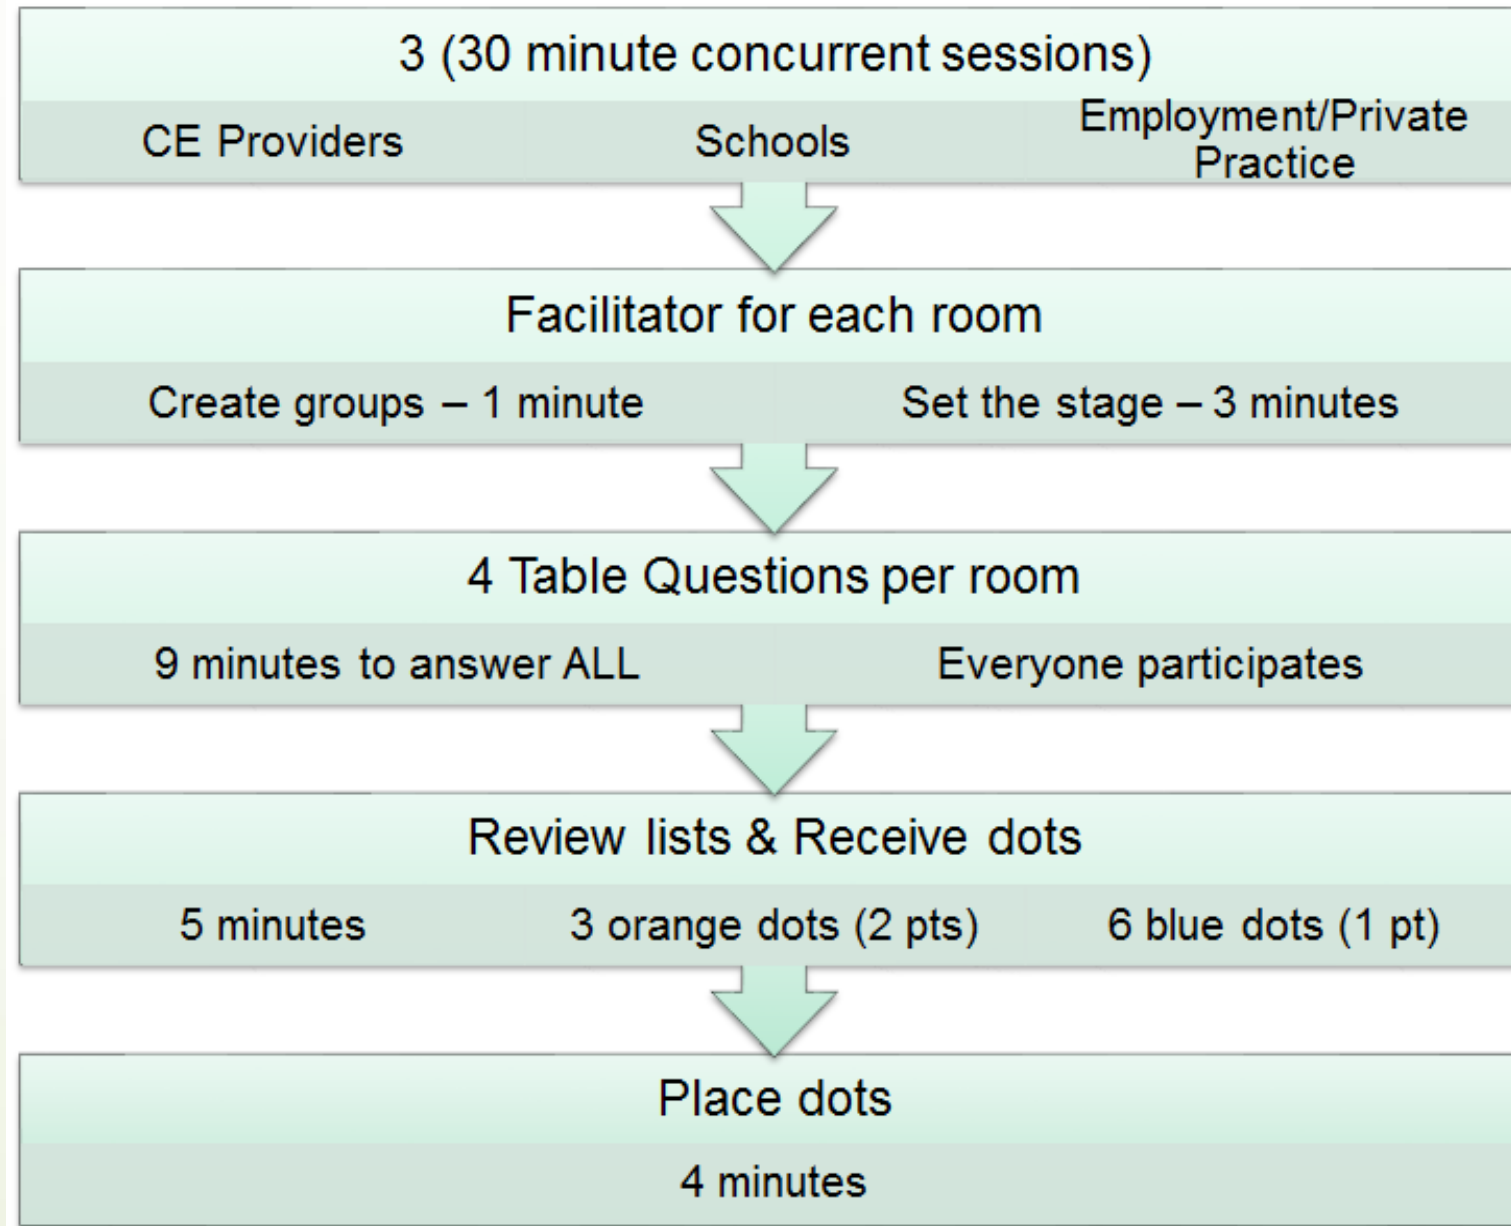 3 (30 minute concurrent sessions)
CE Providers
Schools
Employment/Private
Practice
Facilitator for each room
Create groups – 1 minute
Set the stage – 3 minutes
4 Table Questions per room
9 minutes to answer ALL
Everyone participates
Review lists & Receive dots
5 minutes
3 orange dots (2 pts)
6 blue dots (1 pt)
Place dots
4 minutes